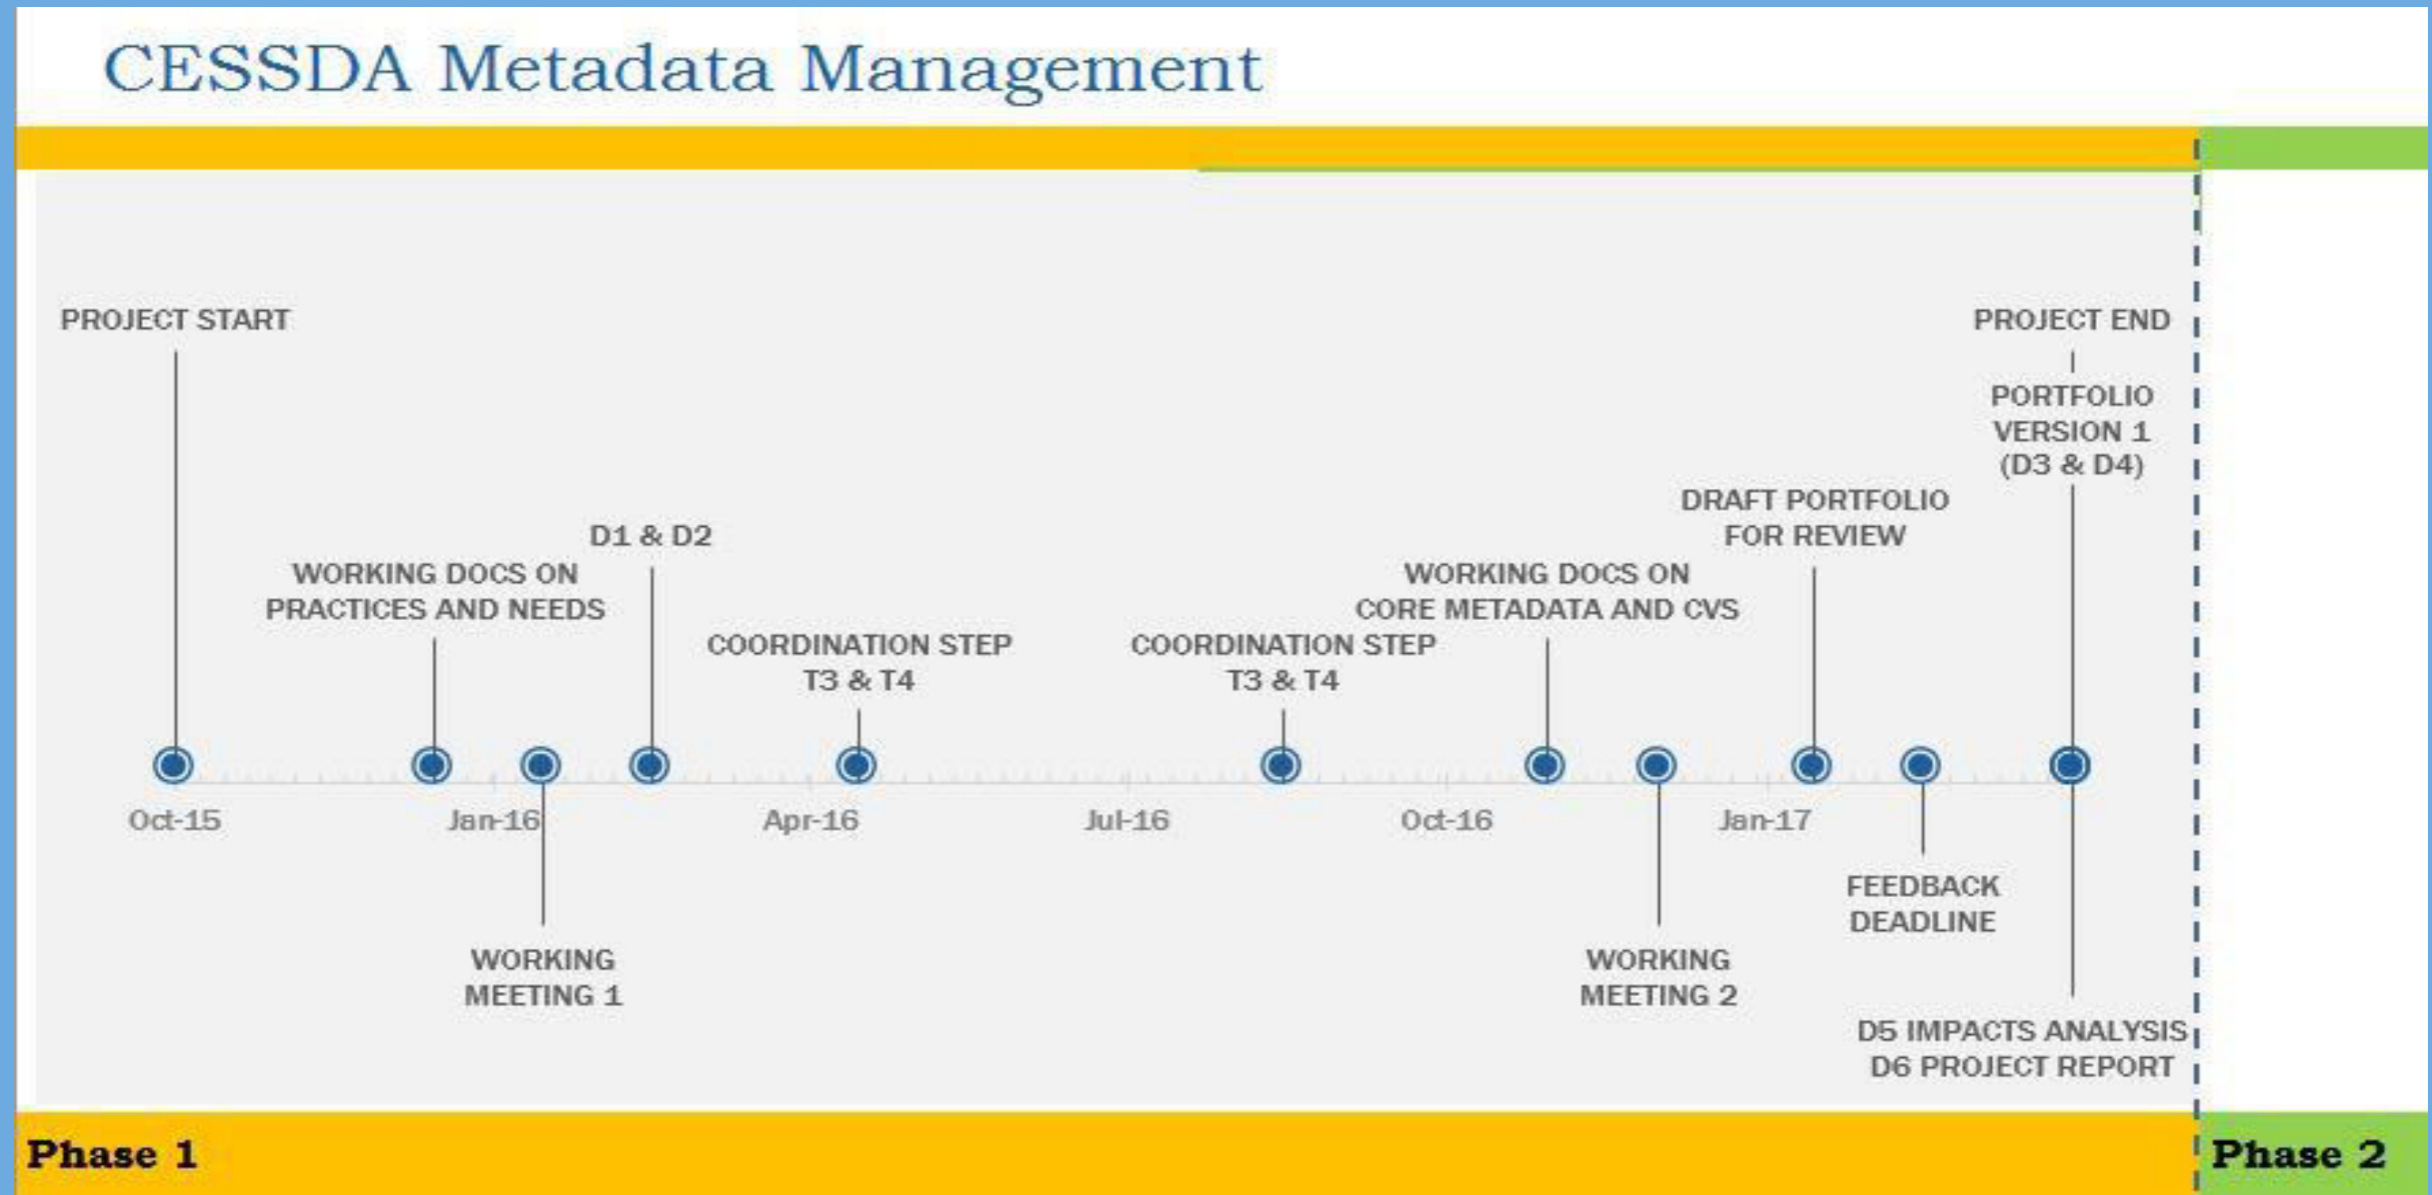 CESSDA Metadata Management
PROJECT START
PROJECT END
PORTFOLIO
VERSION 1
(D3 & D4)
DRAFT PORTFOLIO
FOR REVIEW
D1 & D2
WORKING DOCS ON
PRACTICES AND NEEDS
WORKING DOCS ON
CORE METADATA AND CVS
COORDINATION STEP
T3 & T4
COORDINATION STEP
T3 & T4
Oct-15
Jan-16
Apr-16
Jul-16
Oct-16
Jan-17
FEEDBACK
DEADLINE
WORKING
MEETING 1
WORKING
MEETING 2
D5 IMPACTS ANALYSIS
D6 PROJECT REPORT
Phase 1
Phase 2